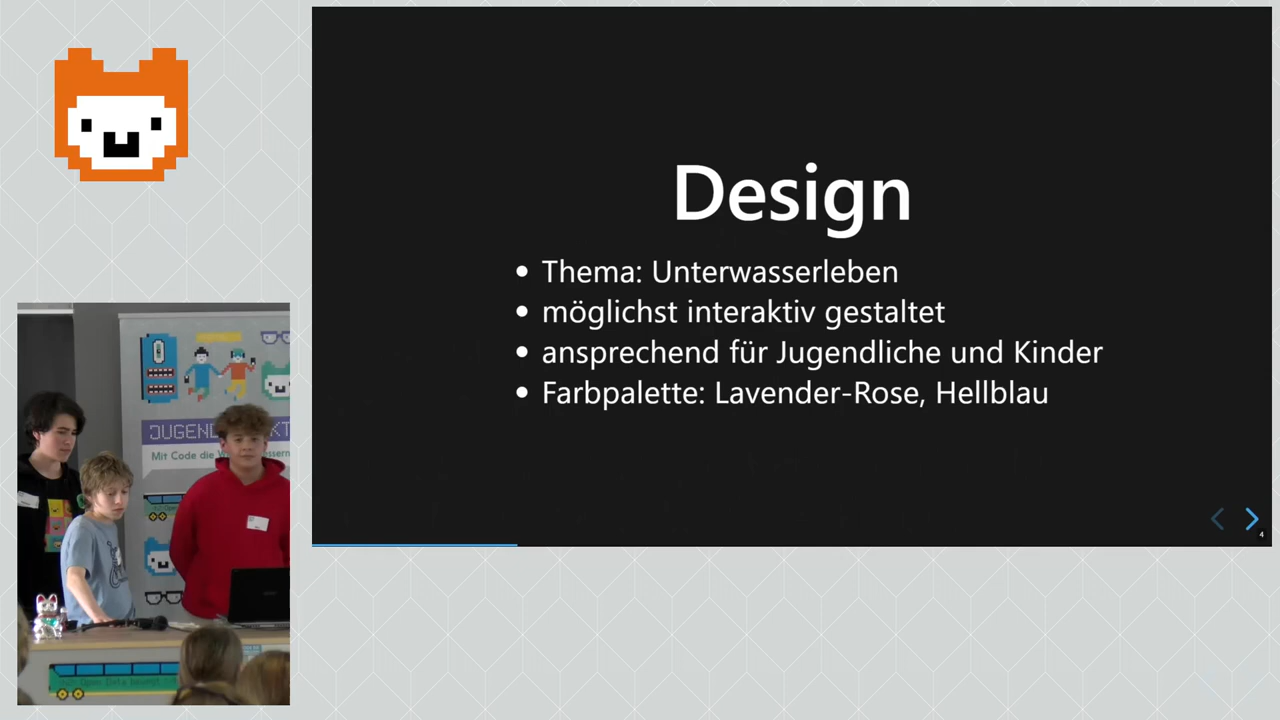 Design
• Thema: Unterwasserleben
• möglichst interaktiv gestaltet
• ansprechend für Jugendliche und Kinder
• Farbpalette: Lavender-Rose, Hellblau
4
JUGEND
Mit Code die